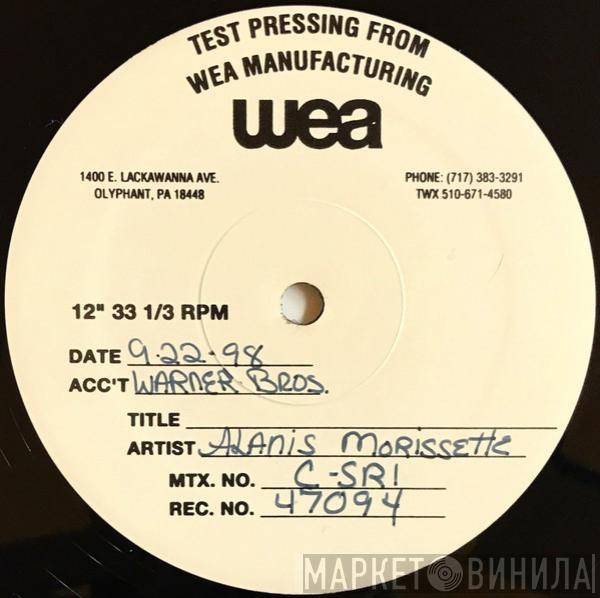 TEST PRESSING FROM
WEA MANUFACTURING
wea
1400 E. LACKAWANNA AVE.
OLYPHANT, PA 18448
PHONE: (717) 383-3291
TWX 510-671-4580
12" 33 1/3 RPM
DATE 9·22·98
ACC'T WARNER BROS.
TITLE
ARTIST ALANIS MORISSETTE
MTX. NO. C-SR1
REC. NO. 47094
МАРКЕТ ВИНИЛА